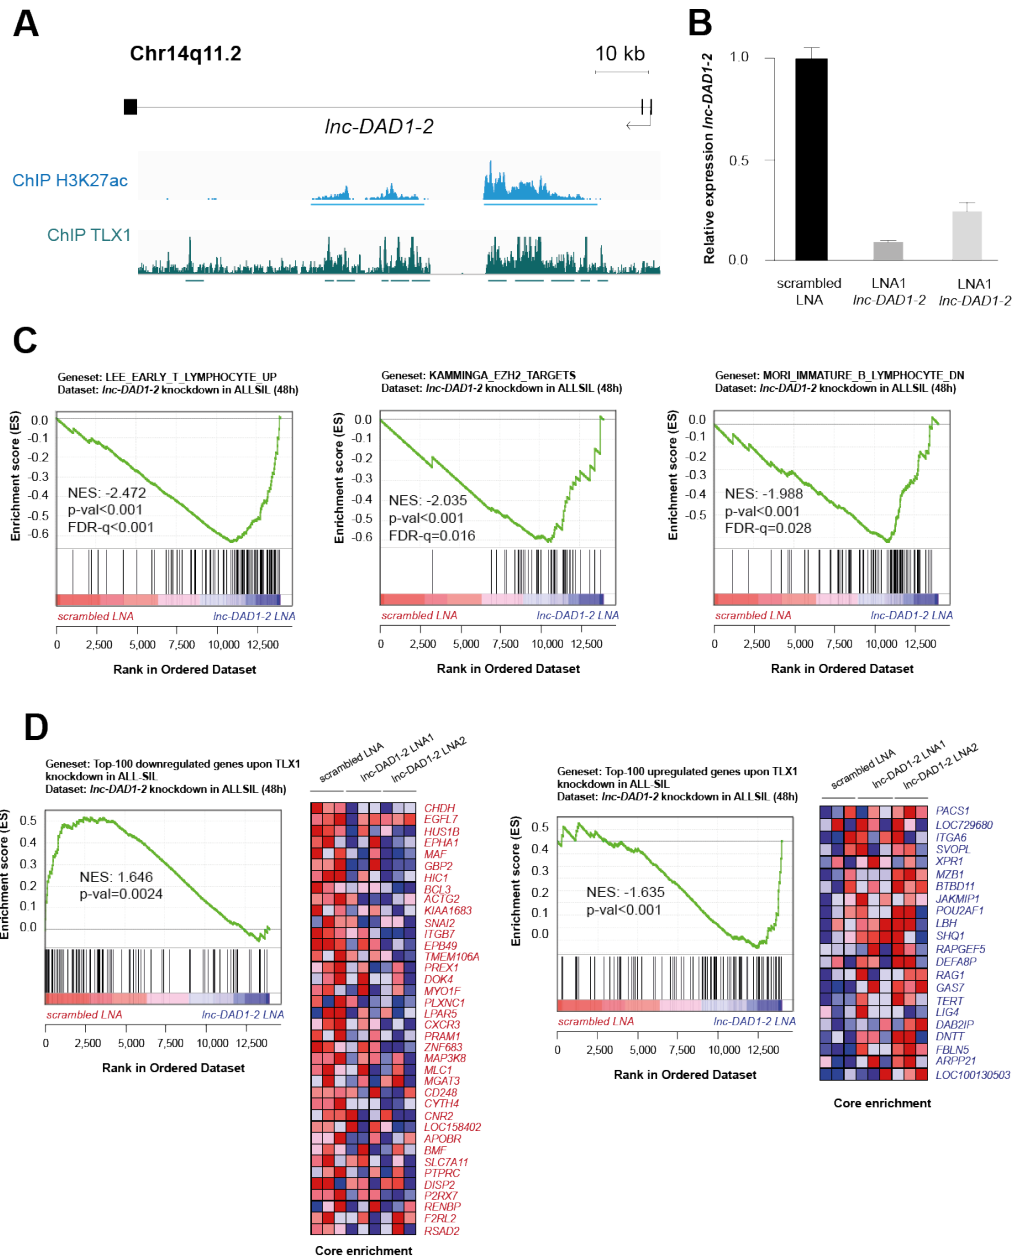 A
Chr14q11.2
10 kb
lnc-DAD1-2
ChIP H3K27ac
ChIP TLX1
B
Relative expression lnc-DAD1-2
1.0
0.5
0.0
scrambled LNA
LNA1 lnc-DAD1-2
LNA1 lnc-DAD1-2
C
Geneset: LEE_EARLY_T_LYMPHOCYTE_UP
Dataset: lnc-DAD1-2 knockdown in ALLSIL (48h)
Enrichment score (ES)
0.0
-0.1
-0.2
-0.3
-0.4
-0.5
-0.6
NES: -2.472
p-val<0.001
FDR-q<0.001
scrambled LNA
lnc-DAD1-2 LNA
0 2,500 5,000 7,500 10,000 12,500
Rank in Ordered Dataset
Geneset: KAMMINGA_EZH2_TARGETS
Dataset: lnc-DAD1-2 knockdown in ALLSIL (48h)
Enrichment score (ES)
0.0
-0.1
-0.2
-0.3
-0.4
-0.5
-0.6
NES: -2.035
p-val<0.001
FDR-q=0.016
scrambled LNA
lnc-DAD1-2 LNA
0 2,500 5,000 7,500 10,000 12,500
Rank in Ordered Dataset
Geneset: MORI_IMMATURE_B_LYMPHOCYTE_DN
Dataset: lnc-DAD1-2 knockdown in ALLSIL (48h)
Enrichment score (ES)
0.0
-0.1
-0.2
-0.3
-0.4
-0.5
NES: -1.988
p-val<0.001
FDR-q=0.028
scrambled LNA
lnc-DAD1-2 LNA
0 2,500 5,000 7,500 10,000 12,500
Rank in Ordered Dataset
D
Geneset: Top-100 downregulated genes upon TLX1
knockdown in ALL-SIL
Dataset: lnc-DAD1-2 knockdown in ALLSIL (48h)
Enrichment score (ES)
0.5
0.4
0.3
0.2
0.1
0.0
NES: 1.646
p-val=0.0024
scrambled LNA
lnc-DAD1-2 LNA
0 2,500 5,000 7,500 10,000 12,500
Rank in Ordered Dataset
scrambled LNA
lnc-DAD1-2 LNA1
lnc-DAD1-2 LNA2
CHDH
EGFL7
HUS1B
EPHA1
MAF
GBP2
HIC1
BCL3
ACTG2
KIAA1683
SNAI2
ITGB7
EPB49
TMEM106A
PREX1
DOK4
MYO1F
PLXNC1
LPAR5
CXCR3
PRAM1
ZNF683
MAP3K8
MLC1
MGAT3
CD248
CYTH4
CNR2
LOC158402
APOBR
BMF
SLC7A11
PTPRC
DISP2
P2RX7
RENBP
F2RL2
RSAD2
Core enrichment
Geneset: Top-100 upregulated genes upon TLX1
knockdown in ALL-SIL
Dataset: lnc-DAD1-2 knockdown in ALLSIL (48h)
Enrichment score (ES)
0.5
0.4
0.3
0.2
0.1
0.0
NES: -1.635
p-val<0.001
scrambled LNA
lnc-DAD1-2 LNA
0 2,500 5,000 7,500 10,000 12,500
Rank in Ordered Dataset
scrambled LNA
lnc-DAD1-2 LNA1
lnc-DAD1-2 LNA2
PACS1
LOC729680
ITGA6
SVOPL
XPR1
MZB1
BTBD11
JAKMIP1
POU2AF1
LBH
SHQ1
RAPGEF5
DEFA8P
RAG1
GAS7
TERT
LIG4
DAB2IP
DNTT
FBLN5
ARPP21
LOC100130503
Core enrichment